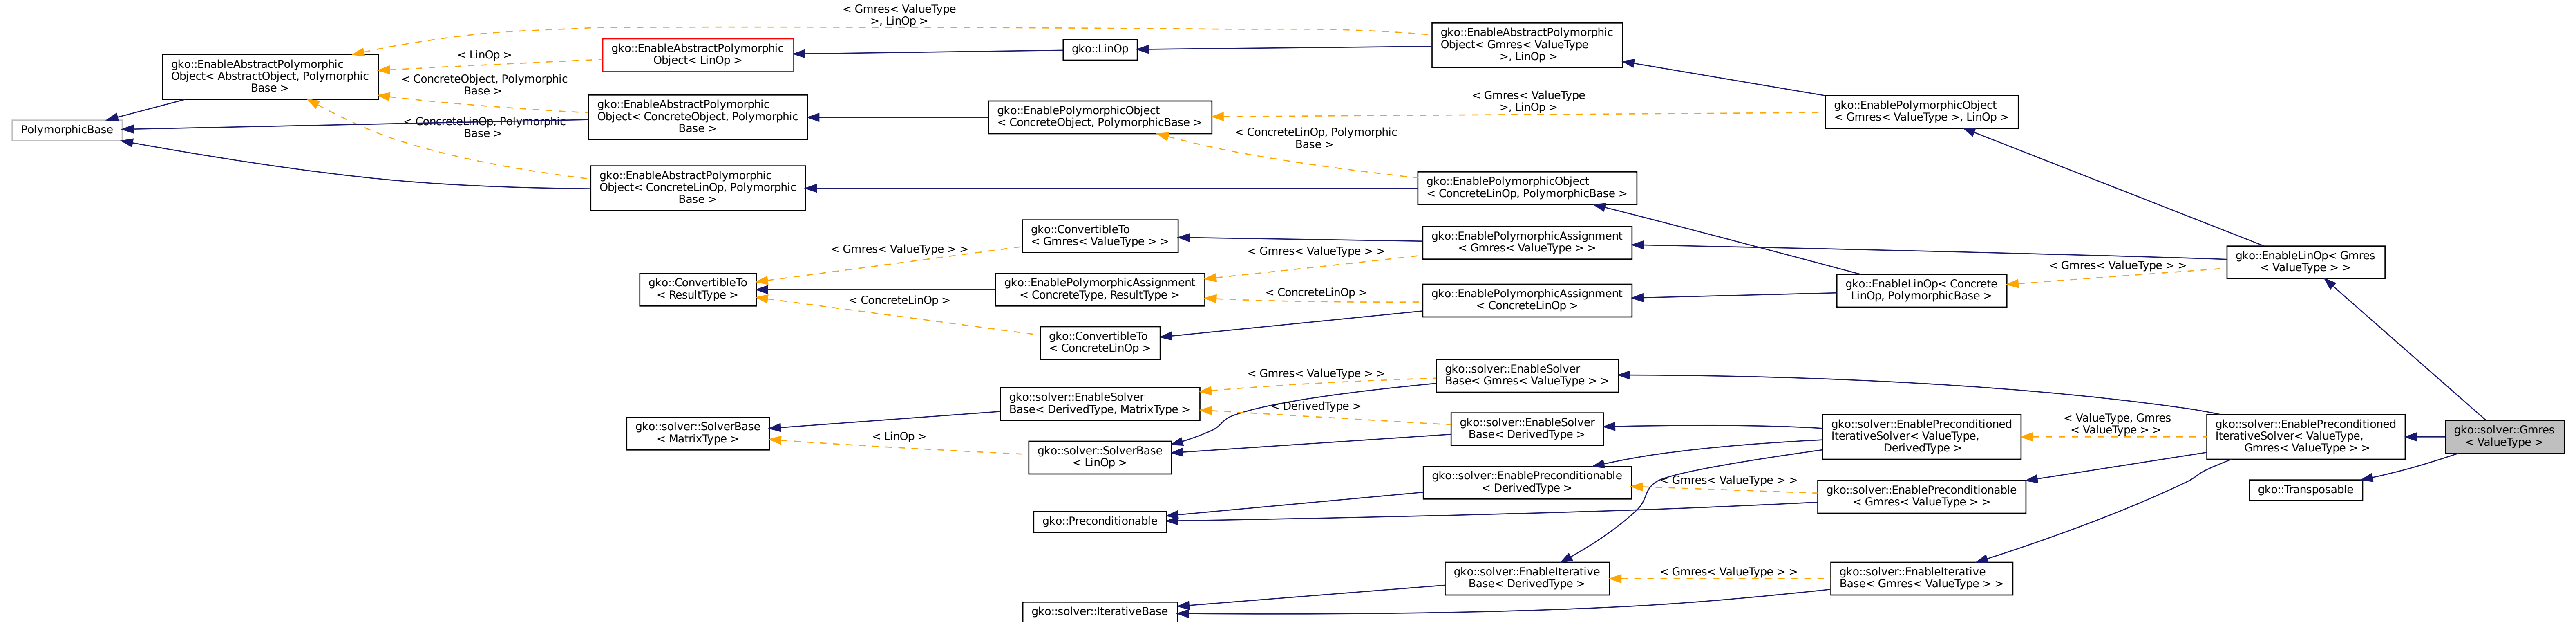 PolymorphicBase
gko::EnableAbstractPolymorphic
Object< AbstractObject, Polymorphic
Base >
< Gmres< ValueType
>, LinOp >
< LinOp >
< ConcreteObject, Polymorphic
Base >
< ConcreteLinOp, Polymorphic
Base >
gko::EnableAbstractPolymorphic
Object< LinOp >
gko::EnableAbstractPolymorphic
Object< ConcreteObject, Polymorphic
Base >
gko::EnableAbstractPolymorphic
Object< ConcreteLinOp, Polymorphic
Base >
gko::LinOp
gko::EnablePolymorphicObject
< ConcreteObject, PolymorphicBase >
< ConcreteLinOp, Polymorphic
Base >
gko::EnableAbstractPolymorphic
Object< Gmres< ValueType
>, LinOp >
< Gmres< ValueType
>, LinOp >
gko::EnablePolymorphicObject
< ConcreteLinOp, PolymorphicBase >
gko::EnablePolymorphicObject
< Gmres< ValueType >, LinOp >
gko::ConvertibleTo
< ResultType >
< Gmres< ValueType > >
< ConcreteLinOp >
gko::ConvertibleTo
< Gmres< ValueType > >
gko::EnablePolymorphicAssignment
< ConcreteType, ResultType >
gko::ConvertibleTo
< ConcreteLinOp >
< Gmres< ValueType > >
< ConcreteLinOp >
gko::EnablePolymorphicAssignment
< Gmres< ValueType > >
gko::EnablePolymorphicAssignment
< ConcreteLinOp >
gko::EnableLinOp< Concrete
LinOp, PolymorphicBase >
< Gmres< ValueType > >
gko::EnableLinOp< Gmres
< ValueType > >
gko::solver::SolverBase
< MatrixType >
< LinOp >
gko::solver::EnableSolver
Base< DerivedType, MatrixType >
gko::solver::SolverBase
< LinOp >
< Gmres< ValueType > >
< DerivedType >
gko::solver::EnableSolver
Base< Gmres< ValueType > >
gko::solver::EnableSolver
Base< DerivedType >
gko::solver::EnablePreconditionable
< DerivedType >
gko::Preconditionable
< Gmres< ValueType > >
gko::solver::EnablePreconditioned
IterativeSolver< ValueType,
DerivedType >
gko::solver::EnablePreconditionable
< Gmres< ValueType > >
< ValueType, Gmres
< ValueType > >
gko::solver::EnablePreconditioned
IterativeSolver< ValueType,
Gmres< ValueType > >
gko::Transposable
gko::solver::Gmres
< ValueType >
gko::solver::EnableIterative
Base< DerivedType >
< Gmres< ValueType > >
gko::solver::EnableIterative
Base< Gmres< ValueType > >
gko::solver::IterativeBase